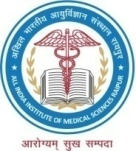 अखिल भारतीय आयुर्विज्ञान संस्थान रायपुर
ALL INDIA INSTITUTE OF MEDICAL SCIENCES RAIPUR
आरोग्यम् सुख सम्पदा